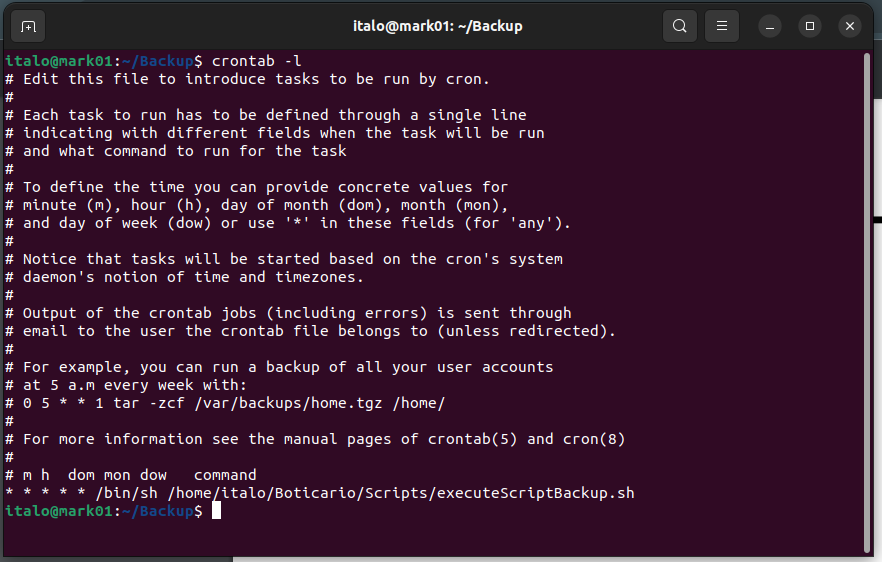 italo@mark01: ~/Backup
italo@mark01:~/Backup$ crontab -l
# Edit this file to introduce tasks to be run by cron.
#
# Each task to run has to be defined through a single line
# indicating with different fields when the task will be run
# and what command to run for the task
#
# To define the time you can provide concrete values for
# minute (m), hour (h), day of month (dom), month (mon),
# and day of week (dow) or use '*' in these fields (for 'any').
#
# Notice that tasks will be started based on the cron's system
# daemon's notion of time and timezones.
#
# Output of the crontab jobs (including errors) is sent through
# email to the user the crontab file belongs to (unless redirected).
#
# For example, you can run a backup of all your user accounts
# at 5 a.m every week with:
# 0 5 * * 1 tar -zcf /var/backups/home.tgz /home/
#
# For more information see the manual pages of crontab(5) and cron(8)
#
# m h  dom mon dow   command
* * * * * /bin/sh /home/italo/Boticario/Scripts/executeScriptBackup.sh
italo@mark01:~/Backup$